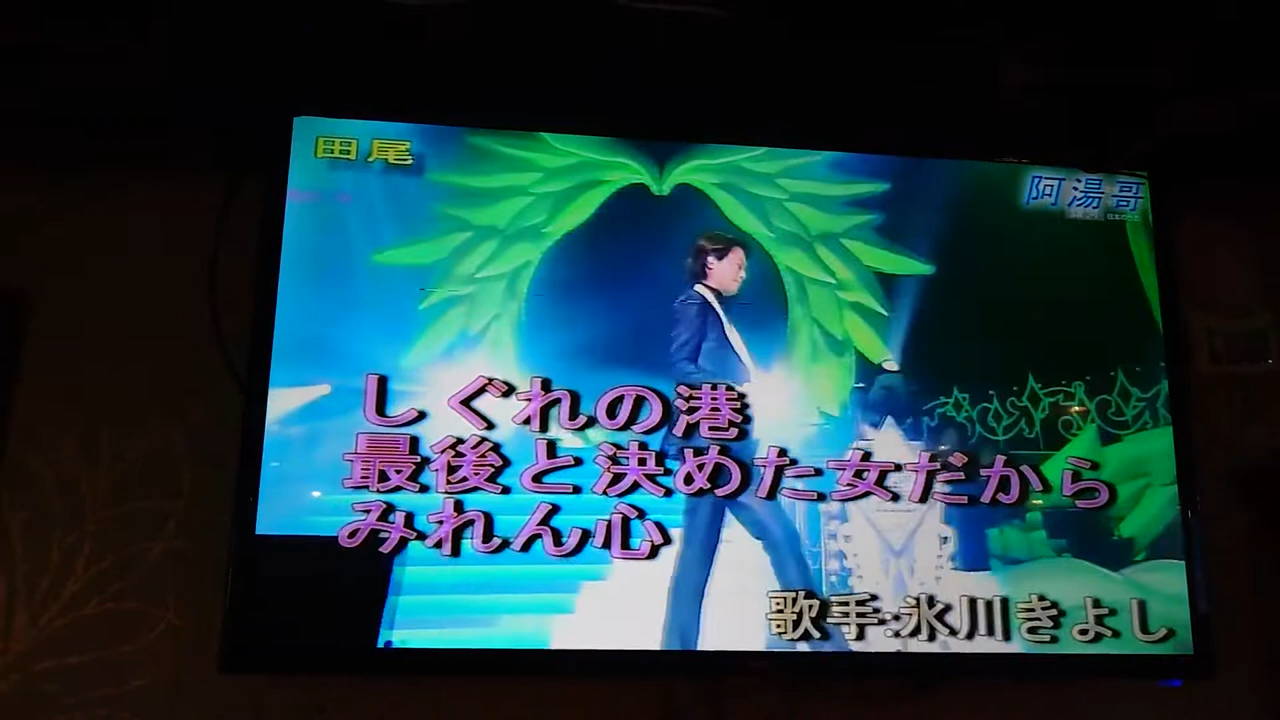 田尾
阿湯哥
しぐれの港
最後と決めた女だから
みれん心
歌手:氷川きよし